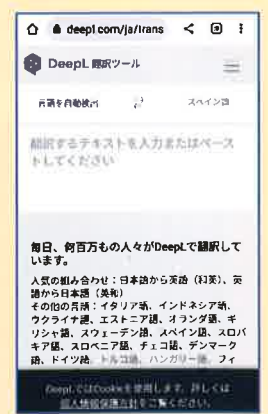 deepl.com/ja/trans
DeepL 翻訳ツール
言語を自動検出 スペイン語
翻訳するテキストを入力またはペース
トしてください
毎日、何百万もの人々がDeepLで翻訳して
います。
人気の組み合わせ：日本語から英語 (和英)、英
語から日本語 (英和)
その他の言語：イタリア語、インドネシア語、
ウクライナ語、エストニア語、オランダ語、ギ
リシャ語、スウェーデン語、スペイン語、スロバ
キア語、スロベニア語、チェコ語、デンマーク
語、ドイツ語、トルコ語、ハンガリー語、フィ
DeepLではCookieを使用します。詳しくは
個人情報保護方針をご覧ください。